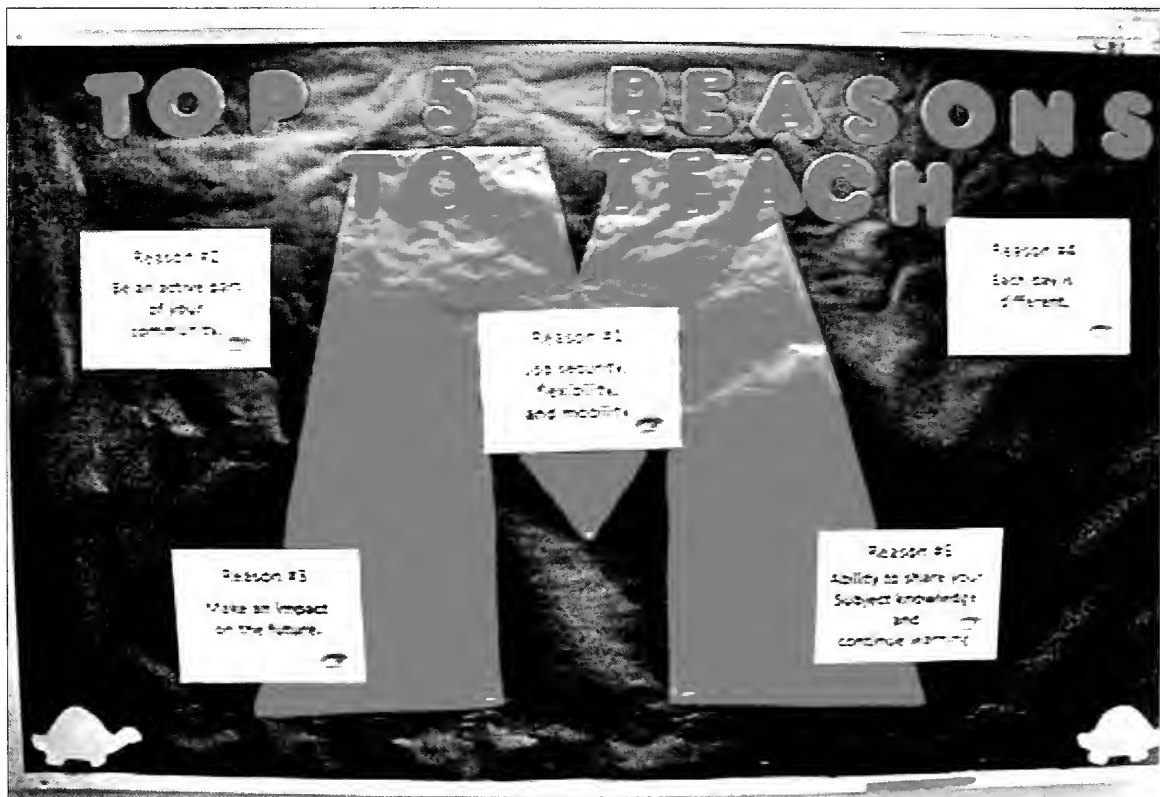 TOP 5 REASONS
TO TEACH
Reason #2
Be an active part
of your
community.
Reason #4
Each day is
different.
Reason #1
Job security,
flexibility,
and mobility
Reason #3
Make an impact
on the future.
Reason #5
Ability to share your
Subject knowledge
and
continue learning
M